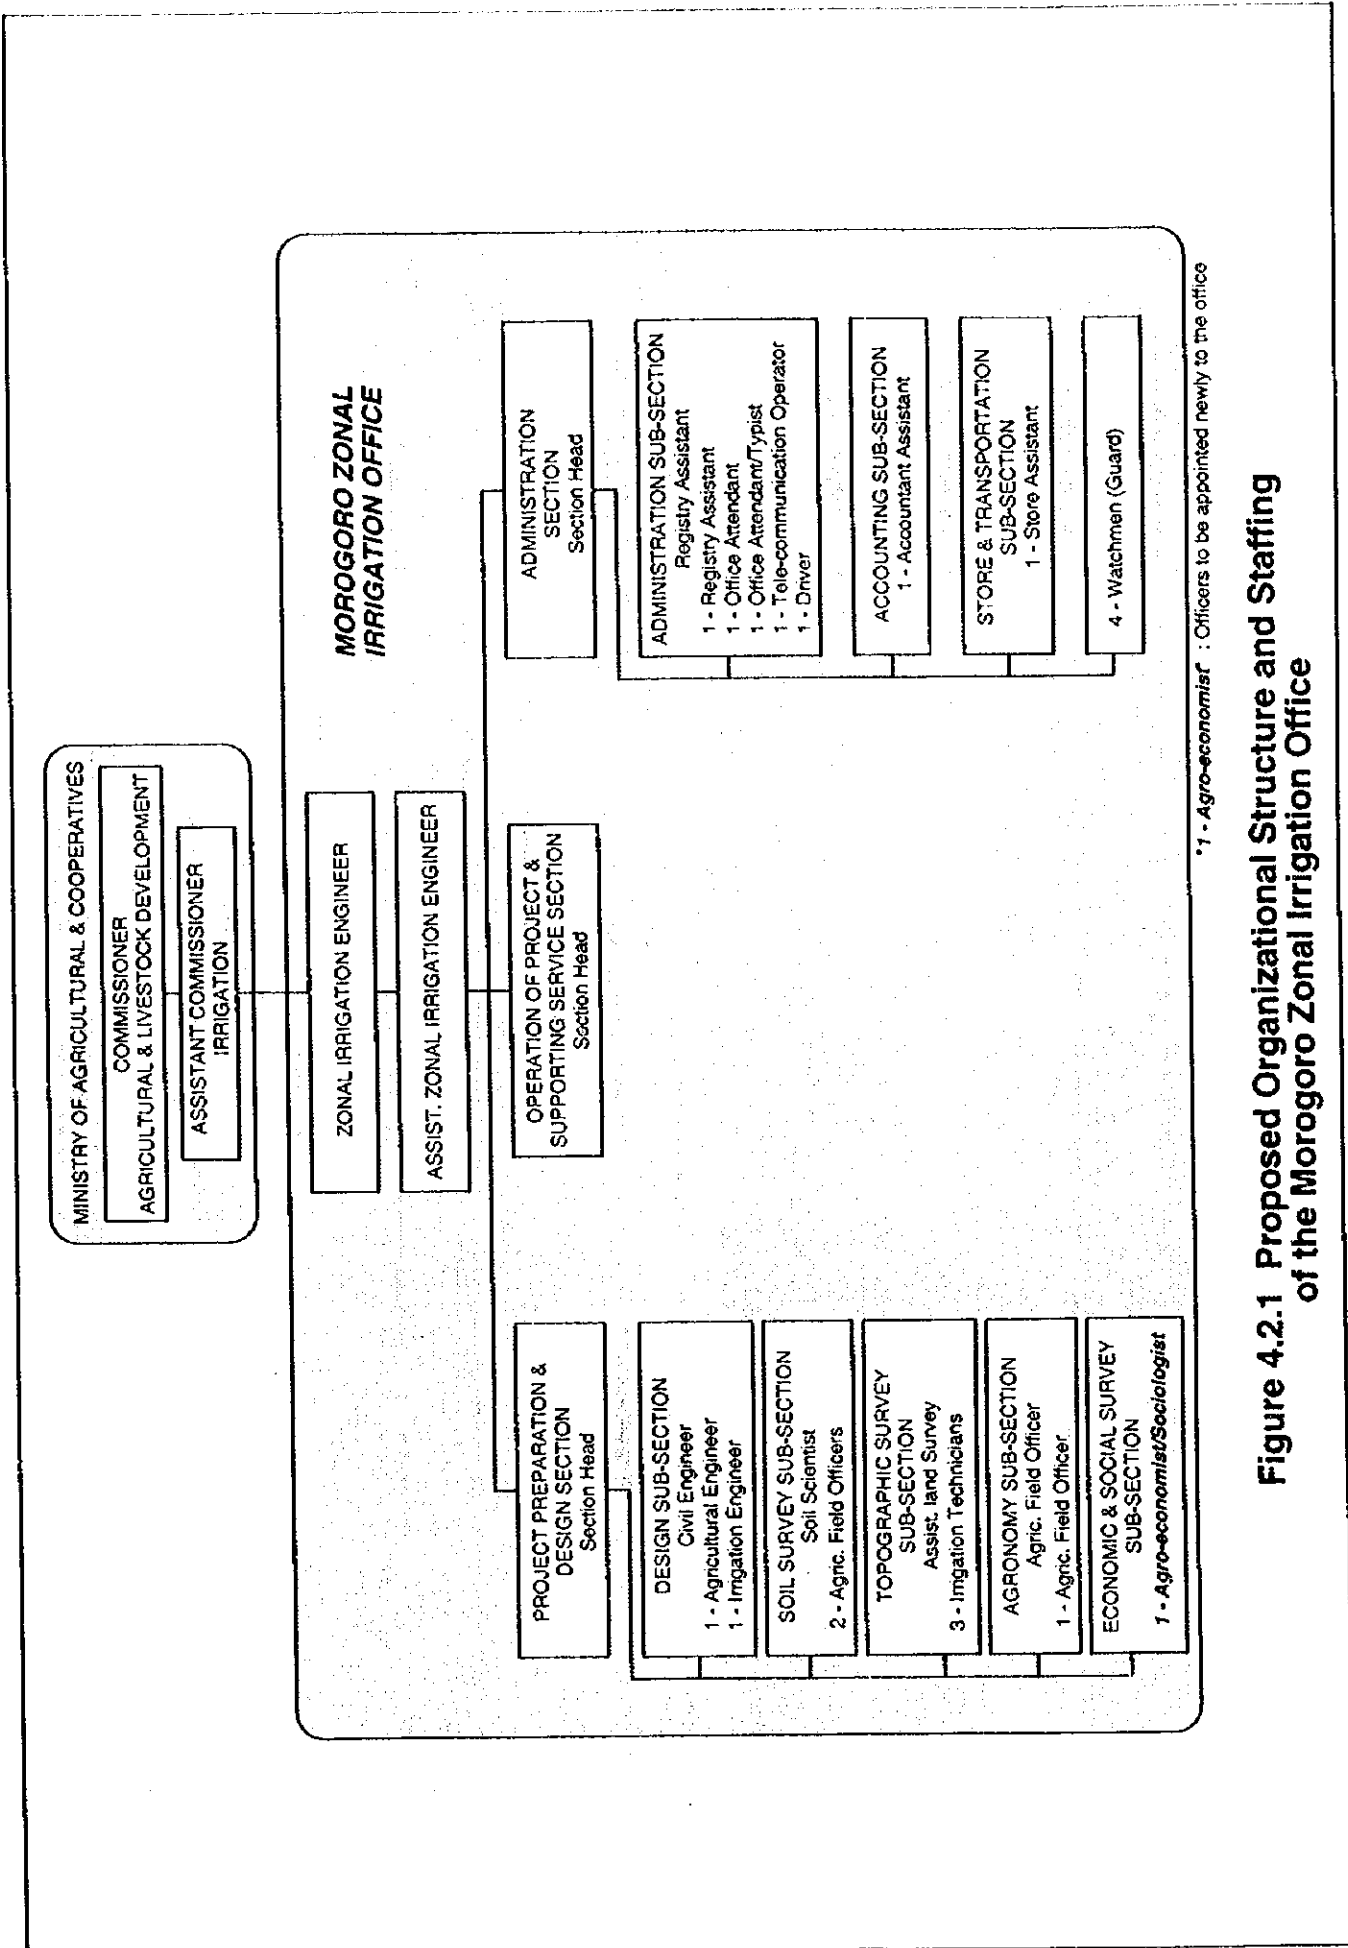 MINISTRY OF AGRICULTURAL & COOPERATIVES
COMMISSIONER
AGRICULTURAL & LIVESTOCK DEVELOPMENT
ASSISTANT COMMISSIONER
IRRIGATION
MOROGORO ZONAL
IRRIGATION OFFICE
ZONAL IRRIGATION ENGINEER
ASSIST. ZONAL IRRIGATION ENGINEER
PROJECT PREPARATION &
DESIGN SECTION
Section Head
DESIGN SUB-SECTION
Civil Engineer
1 - Agricultural Engineer
1 - Irrigation Engineer
SOIL SURVEY SUB-SECTION
Soil Scientist
2 - Agric. Field Officers
TOPOGRAPHIC SURVEY
SUB-SECTION
Assist. land Survey
3 - Irrigation Technicians
AGRONOMY SUB-SECTION
Agric. Field Officer
1 - Agric. Field Officer
ECONOMIC & SOCIAL SURVEY
SUB-SECTION
1 - Agro-economist/Sociologist
OPERATION OF PROJECT &
SUPPORTING SERVICE SECTION
Section Head
ADMINISTRATION
SECTION
Section Head
ADMINISTRATION SUB-SECTION
Registry Assistant
1 - Registry Assistant
1 - Office Attendant
1 - Office Attendant/Typist
1 - Tele-communication Operator
1 - Driver
ACCOUNTING SUB-SECTION
1 - Accountant Assistant
STORE & TRANSPORTATION
SUB-SECTION
1 - Store Assistant
4 - Watchmen (Guard)
"1 - Agro-economist" : Officers to be appointed newly to the office
Figure 4.2.1 Proposed Organizational Structure and Staffing
of the Morogoro Zonal Irrigation Office